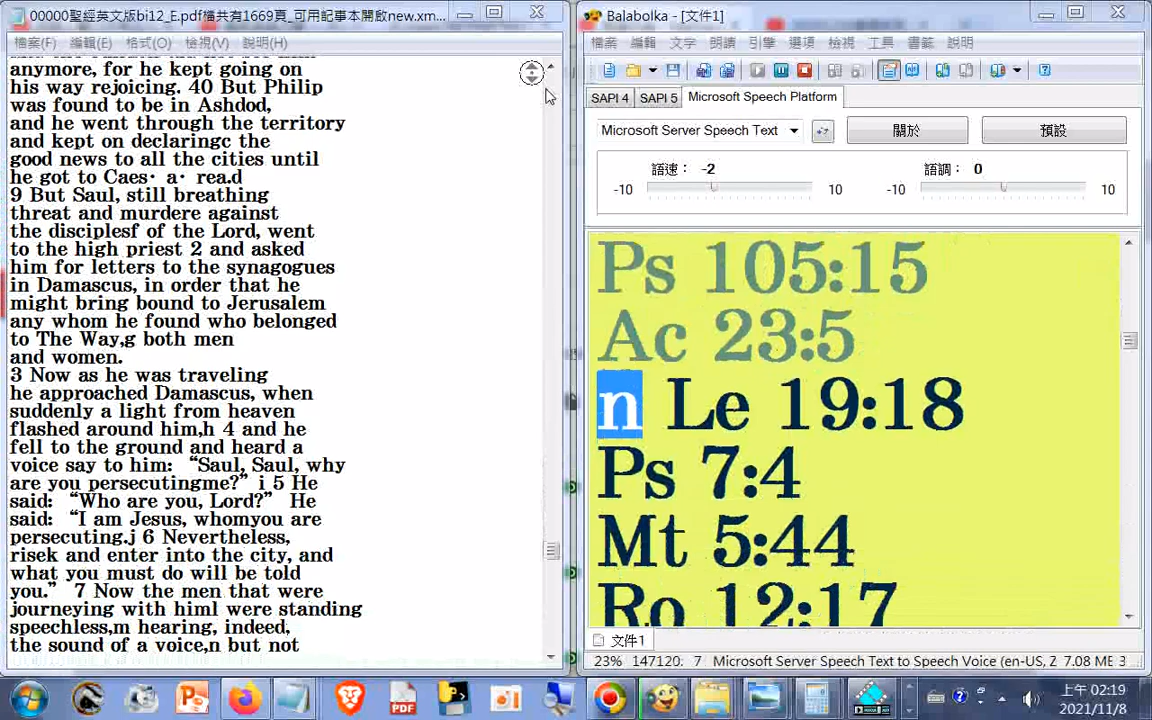 00000聖經英文版bi12_E.pdf檔共有1669頁_可用記事本開啟new.xm...
檔案(F) 編輯(E) 格式(O) 檢視(V) 說明(H)
anymore, for he kept going on
his way rejoicing. 40 But Philip
was found to be in Ashdod,
and he went through the territory
and kept on declaringc the
good news to all the cities until
he got to Caes· a· rea.d
9 But Saul, still breathing
threat and murdere against
the disciplesf of the Lord, went
to the high priest 2 and asked
him for letters to the synagogues
in Damascus, in order that he
might bring bound to Jerusalem
any whom he found who belonged
to The Way,g both men
and women.
3 Now as he was traveling
he approached Damascus, when
suddenly a light from heaven
flashed around him,h 4 and he
fell to the ground and heard a
voice say to him: “Saul, Saul, why
are you persecutingme?” i 5 He
said: “Who are you, Lord?” He
said: “I am Jesus, whomyou are
persecuting.j 6 Nevertheless,
risek and enter into the city, and
what you must do will be told
you.” 7 Now the men that were
journeying with himl were standing
speechless,m hearing, indeed,
the sound of a voice,n but not
Balabolka - [文件1]
檔案 編輯 文字 朗讀 引擎 選項 檢視 工具 書籤 說明
SAPI 4 SAPI 5 Microsoft Speech Platform
Microsoft Server Speech Text 關於 預設
語速： -2 語調： 0
-10 10 -10 10
Ps 105:15
Ac 23:5
n Le 19:18
Ps 7:4
Mt 5:44
Ro 12:17
文件1
23% 147120: 7 Microsoft Server Speech Text to Speech Voice (en-US, 2 7.08 MB 3
上午 02:19
2021/11/8